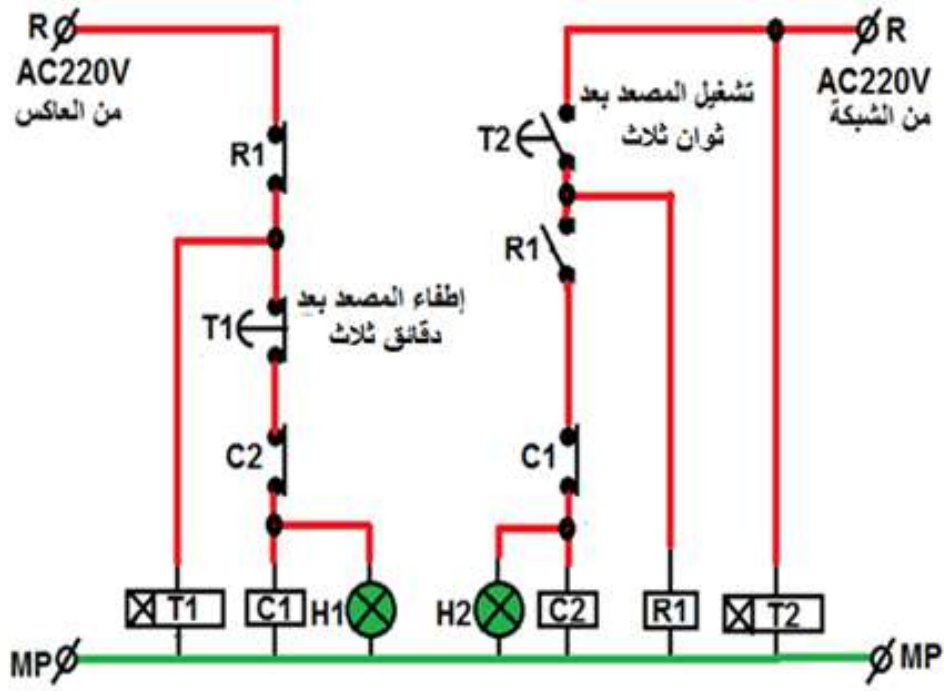 R
R
AC220V
من العاكس
AC220V
من الشبكة
تشغيل المصعد بعد
ثوان ثلاث
T2
R1
R1
إطفاء المصعد بعد
دقائق ثلاث
T1
C2
C1
T1
C1
H1
H2
C2
R1
T2
MP
MP